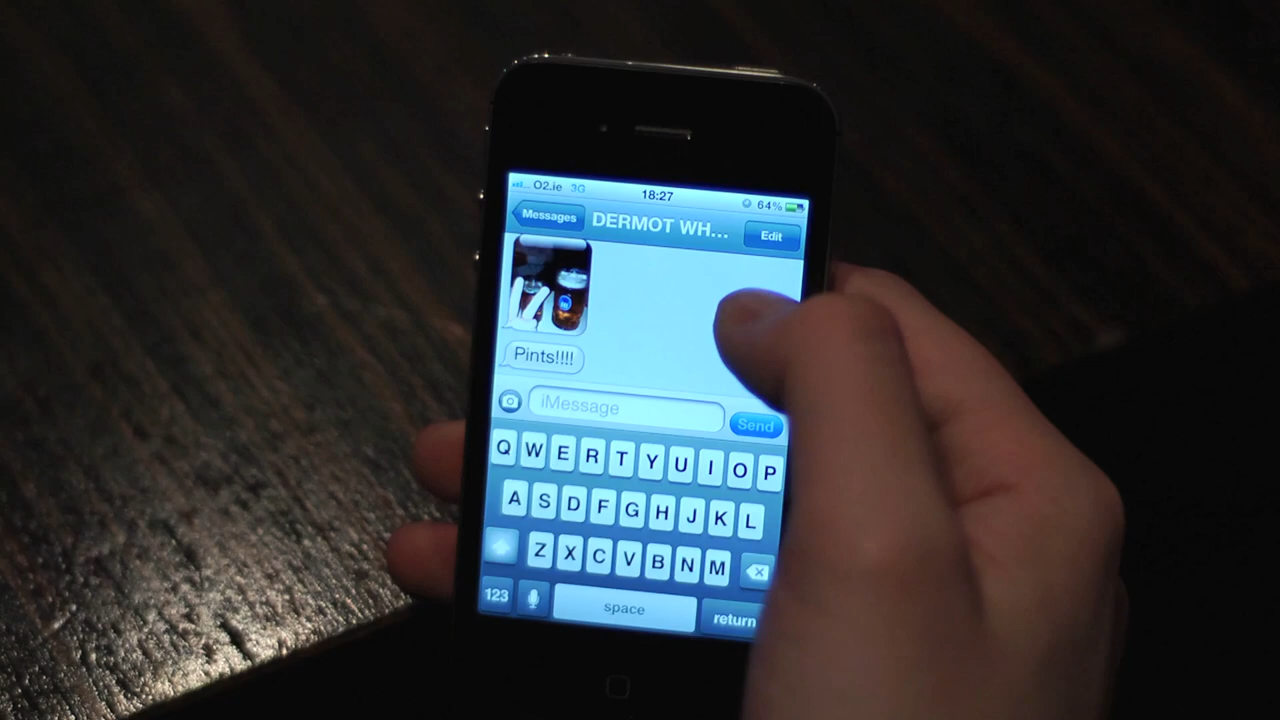 O2.ie 3G 18:27 64%
Messages DERMOT WH... Edit
Pints!!!!
iMessage Send
Q W E R T Y U I O P
A S D F G H J K L
Z X C V B N M
123 space return